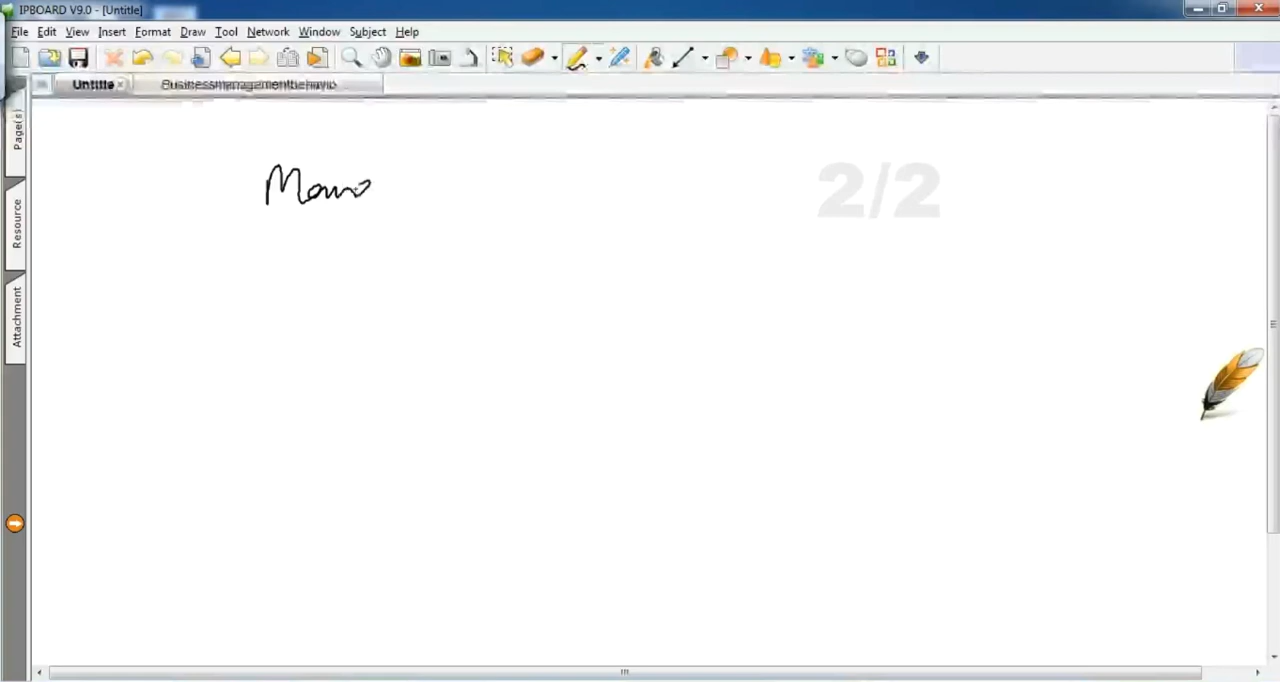 IPBOARD V9.0 - [Untitle]
File Edit View Insert Format Draw Tool Network Window Subject Help
Untitle
Page(s)
Resource
Attachment
2/2